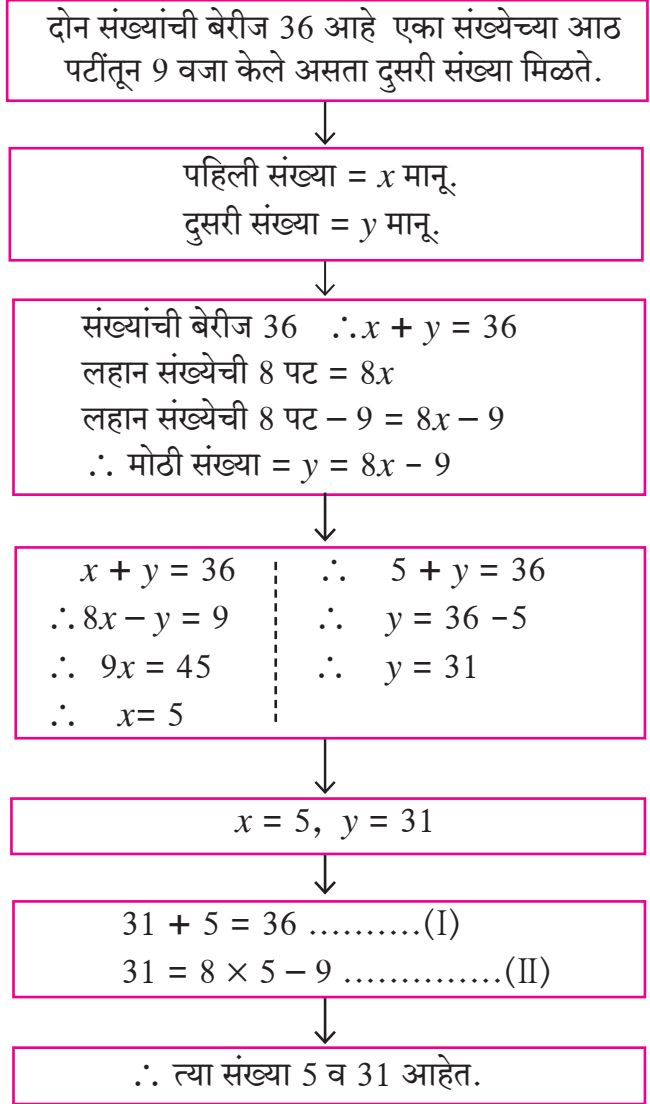 दोन संख्यांची बेरीज 36 आहे एका संख्येच्या आठ
पटींतून 9 वजा केले असता दुसरी संख्या मिळते.
पहिली संख्या = x मानू.
दुसरी संख्या = y मानू.
संख्यांची बेरीज 36 ∴x + y = 36
लहान संख्येची 8 पट = 8x
लहान संख्येची 8 पट – 9 = 8x – 9
∴ मोठी संख्या = y = 8x - 9
x + y = 36
∴8x – y = 9
∴ 9x = 45
∴ x= 5
∴ 5 + y = 36
∴ y = 36 -5
∴ y = 31
x = 5, y = 31
31 + 5 = 36 ..........(I)
31 = 8 × 5 – 9 ..............(II)
∴ त्या संख्या 5 व 31 आहेत.